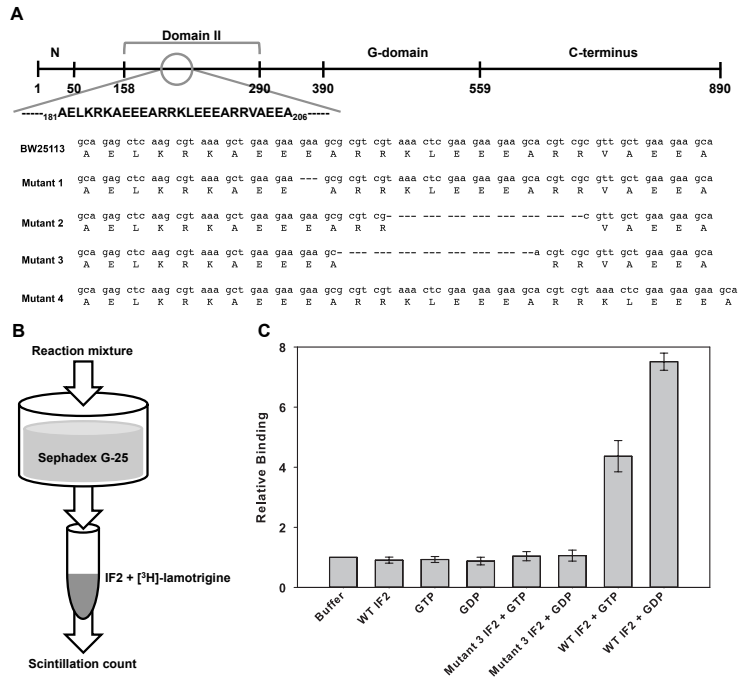 A
Domain II
N G-domain C-terminus
1 50 158 290 390 559 890
-----181AELKRKAEEEARRKLEEEARRVAEEA206-----
BW25113 gca gag ctc aag cgt aaa gct gaa gaa gaa gcg cgt cgt aaa ctc gaa gaa gaa gca cgt cgc gtt gct gaa gaa gca
A E L K R K A E E E A R R K L E E E A R R V A E E A
Mutant 1 gca gag ctc aag cgt aaa gct gaa gaa --- gcg cgt cgt aaa ctc gaa gaa gaa gca cgt cgc gtt gct gaa gaa gca
A E L K R K A E E A R R K L E E E A R R V A E E A
Mutant 2 gca gag ctc aag cgt aaa gct gaa gaa gaa gcg cgt cg- --- --- --- --- --- --- --- --c gtt gct gaa gaa gca
A E L K R K A E E E A R R V A E E A
Mutant 3 gca gag ctc aag cgt aaa gct gaa gaa gaa gc- --- --- --- --- --- --- --- --a cgt cgc gtt gct gaa gaa gca
A E L K R K A E E E A R R V A E E A
Mutant 4 gca gag ctc aag cgt aaa gct gaa gaa gaa gcg cgt cgt aaa ctc gaa gaa gaa gca cgt cgt aaa ctc gaa gaa gaa gca
A E L K R K A E E E A R R K L E E E A R R K L E E E A
B
Reaction mixture
Sephadex G-25
IF2 + [3H]-lamotrigine
Scintillation count
C
Relative Binding
8
6
4
2
0
Buffer
WT IF2
GTP
GDP
Mutant 3 IF2 + GTP
Mutant 3 IF2 + GDP
WT IF2 + GTP
WT IF2 + GDP